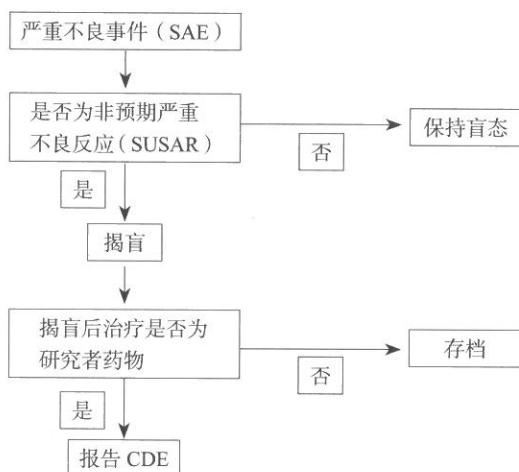 严重不良事件（SAE）
是否为非预期严重
不良反应（SUSAR）
否
保持盲态
是
揭盲
揭盲后治疗是否为
研究者药物
否
存档
是
报告 CDE